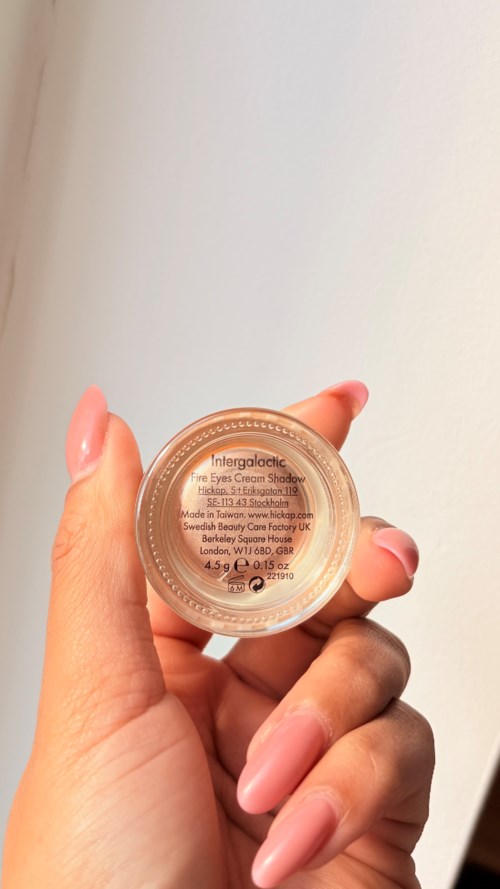 Intergalactic
Fire Eyes Cream Shadow
Hickap, S:t Eriksgatan 119
SE-113 43 Stockholm
Made in Taiwan. www.hickap.com
Swedish Beauty Care Factory UK
Berkeley Square House
London, W1J 6BD, GBR
4.5 g ℮ 0.15 oz
6 M
221910